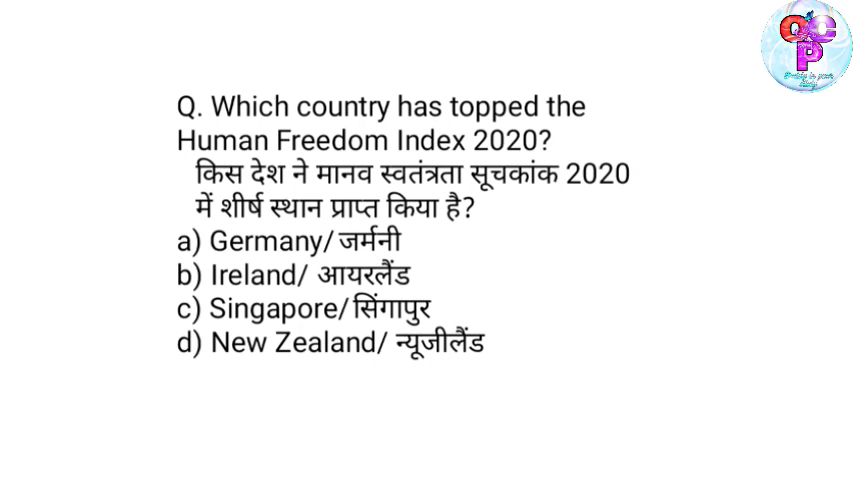 QCP
Q. Which country has topped the
Human Freedom Index 2020?
किस देश ने मानव स्वतंत्रता सूचकांक 2020
में शीर्ष स्थान प्राप्त किया है?
a) Germany/जर्मनी
b) Ireland/ आयरलैंड
c) Singapore/सिंगापुर
d) New Zealand/ न्यूजीलैंड